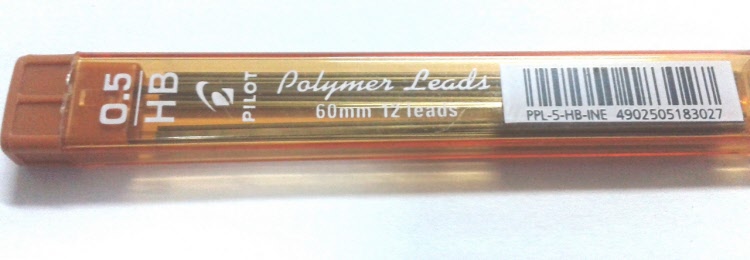 0.5
HB
PILOT
Polymer Leads
60mm 12 leads
PPL-5-HB-INE 4902505183027